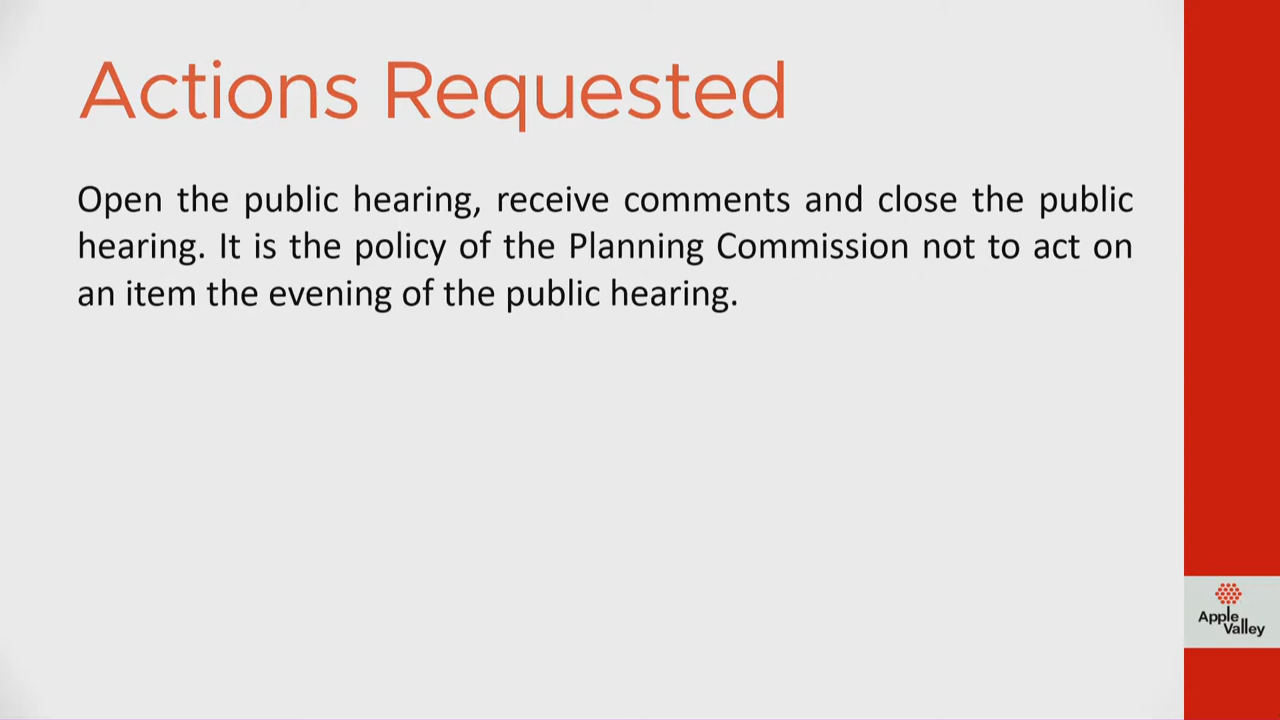 Actions Requested
Open the public hearing, receive comments and close the public
hearing. It is the policy of the Planning Commission not to act on
an item the evening of the public hearing.
Apple
Valley